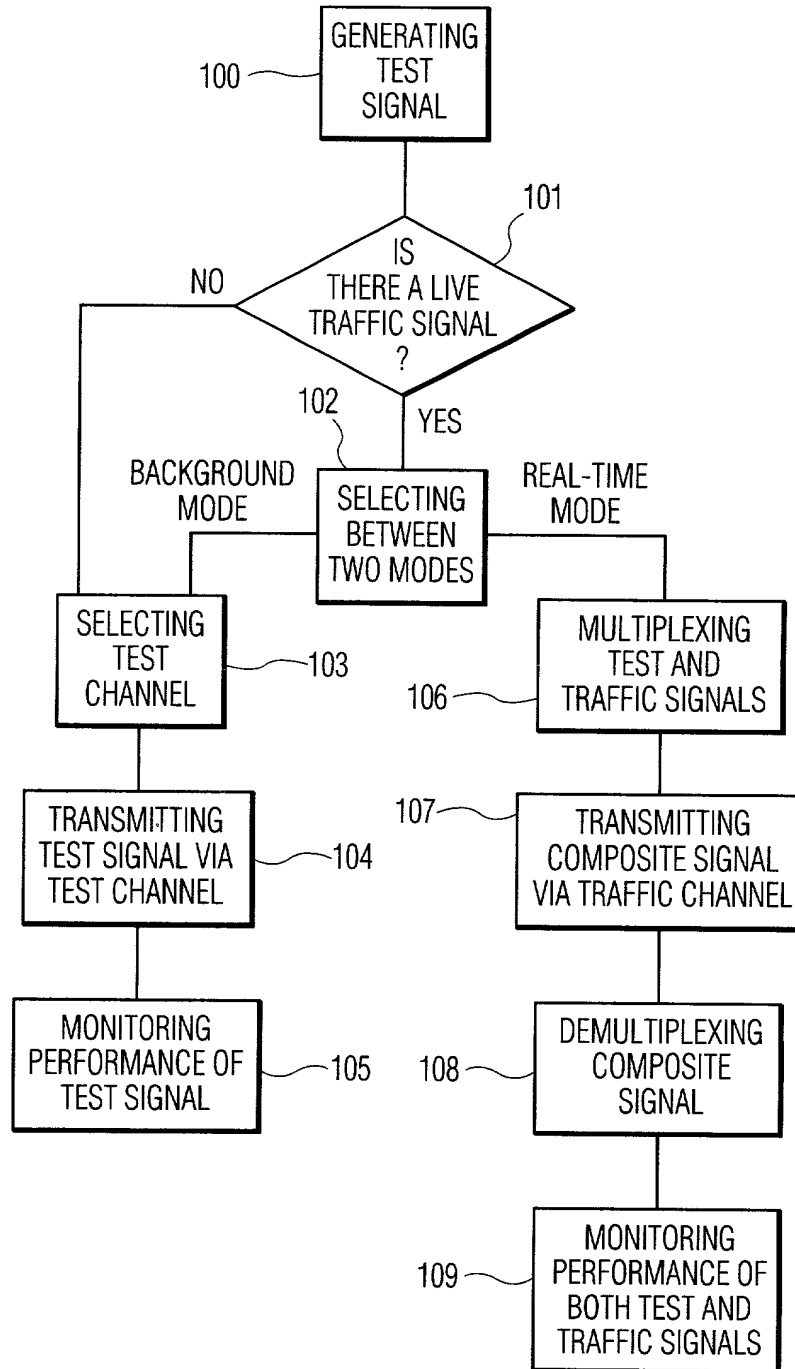 GENERATING
TEST
SIGNAL
100
101
IS
THERE A LIVE
TRAFFIC SIGNAL
?
NO
YES
102
BACKGROUND
MODE
SELECTING
BETWEEN
TWO MODES
REAL-TIME
MODE
SELECTING
TEST
CHANNEL
103
MULTIPLEXING
TEST AND
TRAFFIC SIGNALS
106
TRANSMITTING
TEST SIGNAL VIA
TEST CHANNEL
104
107
TRANSMITTING
COMPOSITE SIGNAL
VIA TRAFFIC CHANNEL
MONITORING
PERFORMANCE OF
TEST SIGNAL
105
108
DEMULTIPLEXING
COMPOSITE
SIGNAL
109
MONITORING
PERFORMANCE OF
BOTH TEST AND
TRAFFIC SIGNALS